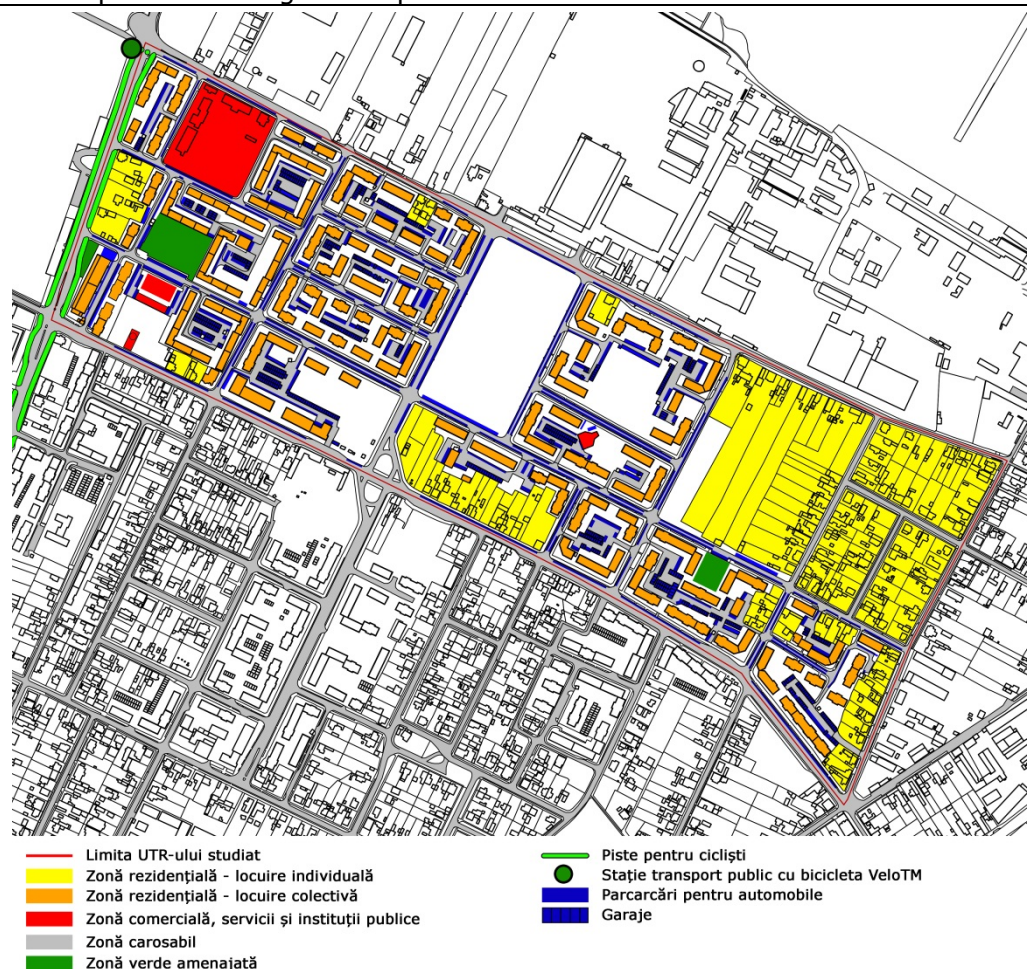 Limita UTR-ului studiat
Zonă rezidențială - locuire individuală
Zonă rezidențială - locuire colectivă
Zonă comercială, servicii și instituții publice
Zonă carosabil
Zonă verde amenajată
Piste pentru cicliști
Stație transport public cu bicicleta VeloTM
Parcarcări pentru automobile
Garaje